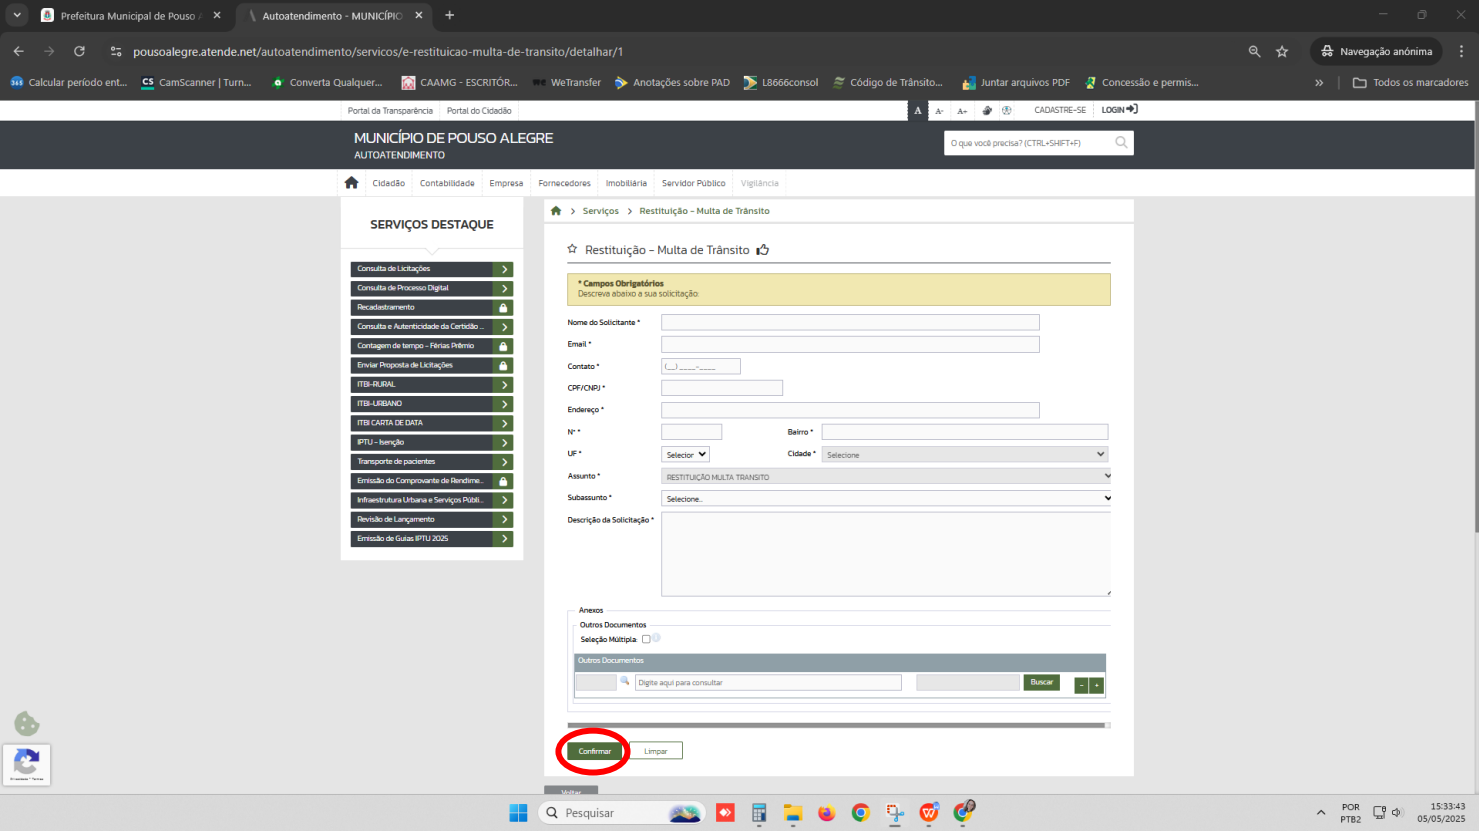 Prefeitura Municipal de Pouso A
Autoatendimento - MUNICÍPIO
pousoalegre.atende.net/autoatendimento/servicos/e-restituicao-multa-de-transito/detalhar/1
Navegação anónima
Calcular período ent...
CS CamScanner | Turn...
Converta Qualquer...
CAAMG - ESCRITÓR...
WeTransfer
Anotações sobre PAD
L8666consol
Código de Trânsito...
Juntar arquivos PDF
Concessão e permis...
Todos os marcadores
Portal da Transparência Portal do Cidadão
A A- A+ CADASTRE-SE LOGIN
MUNICÍPIO DE POUSO ALEGRE
AUTOATENDIMENTO
O que você precisa? (CTRL+SHIFT+F)
Cidadão Contabilidade Empresa Fornecedores Imobiliária Servidor Público Vigilância
SERVIÇOS DESTAQUE
Consulta de Licitações
Consulta de Processo Digital
Recadastramento
Consulta e Autenticidade da Certidão ...
Contagem de tempo - Férias Prêmio
Enviar Proposta de Licitações
ITBI-RURAL
ITBI-URBANO
ITBI CARTA DE DATA
IPTU - Isenção
Transporte de pacientes
Emissão do Comprovante de Rendime...
Infraestrutura Urbana e Serviços Públi...
Revisão de Lançamento
Emissão de Guias IPTU 2025
Serviços > Restituição - Multa de Trânsito
Restituição - Multa de Trânsito
* Campos Obrigatórios
Descreva abaixo a sua solicitação:
Nome do Solicitante *
Email *
Contato * (__) ____-____
CPF/CNPJ *
Endereço *
N° * Bairro *
UF * Selecior Cidade * Selecione
Assunto * RESTITUIÇÃO MULTA TRANSITO
Subassunto * Selecione..
Descrição da Solicitação *
Anexos
Outros Documentos
Seleção Múltipla:
Outros Documentos
Digite aqui para consultar Buscar - +
Confirmar Limpar
Voltar
Pesquisar
POR
PTB2
15:33:43
05/05/2025